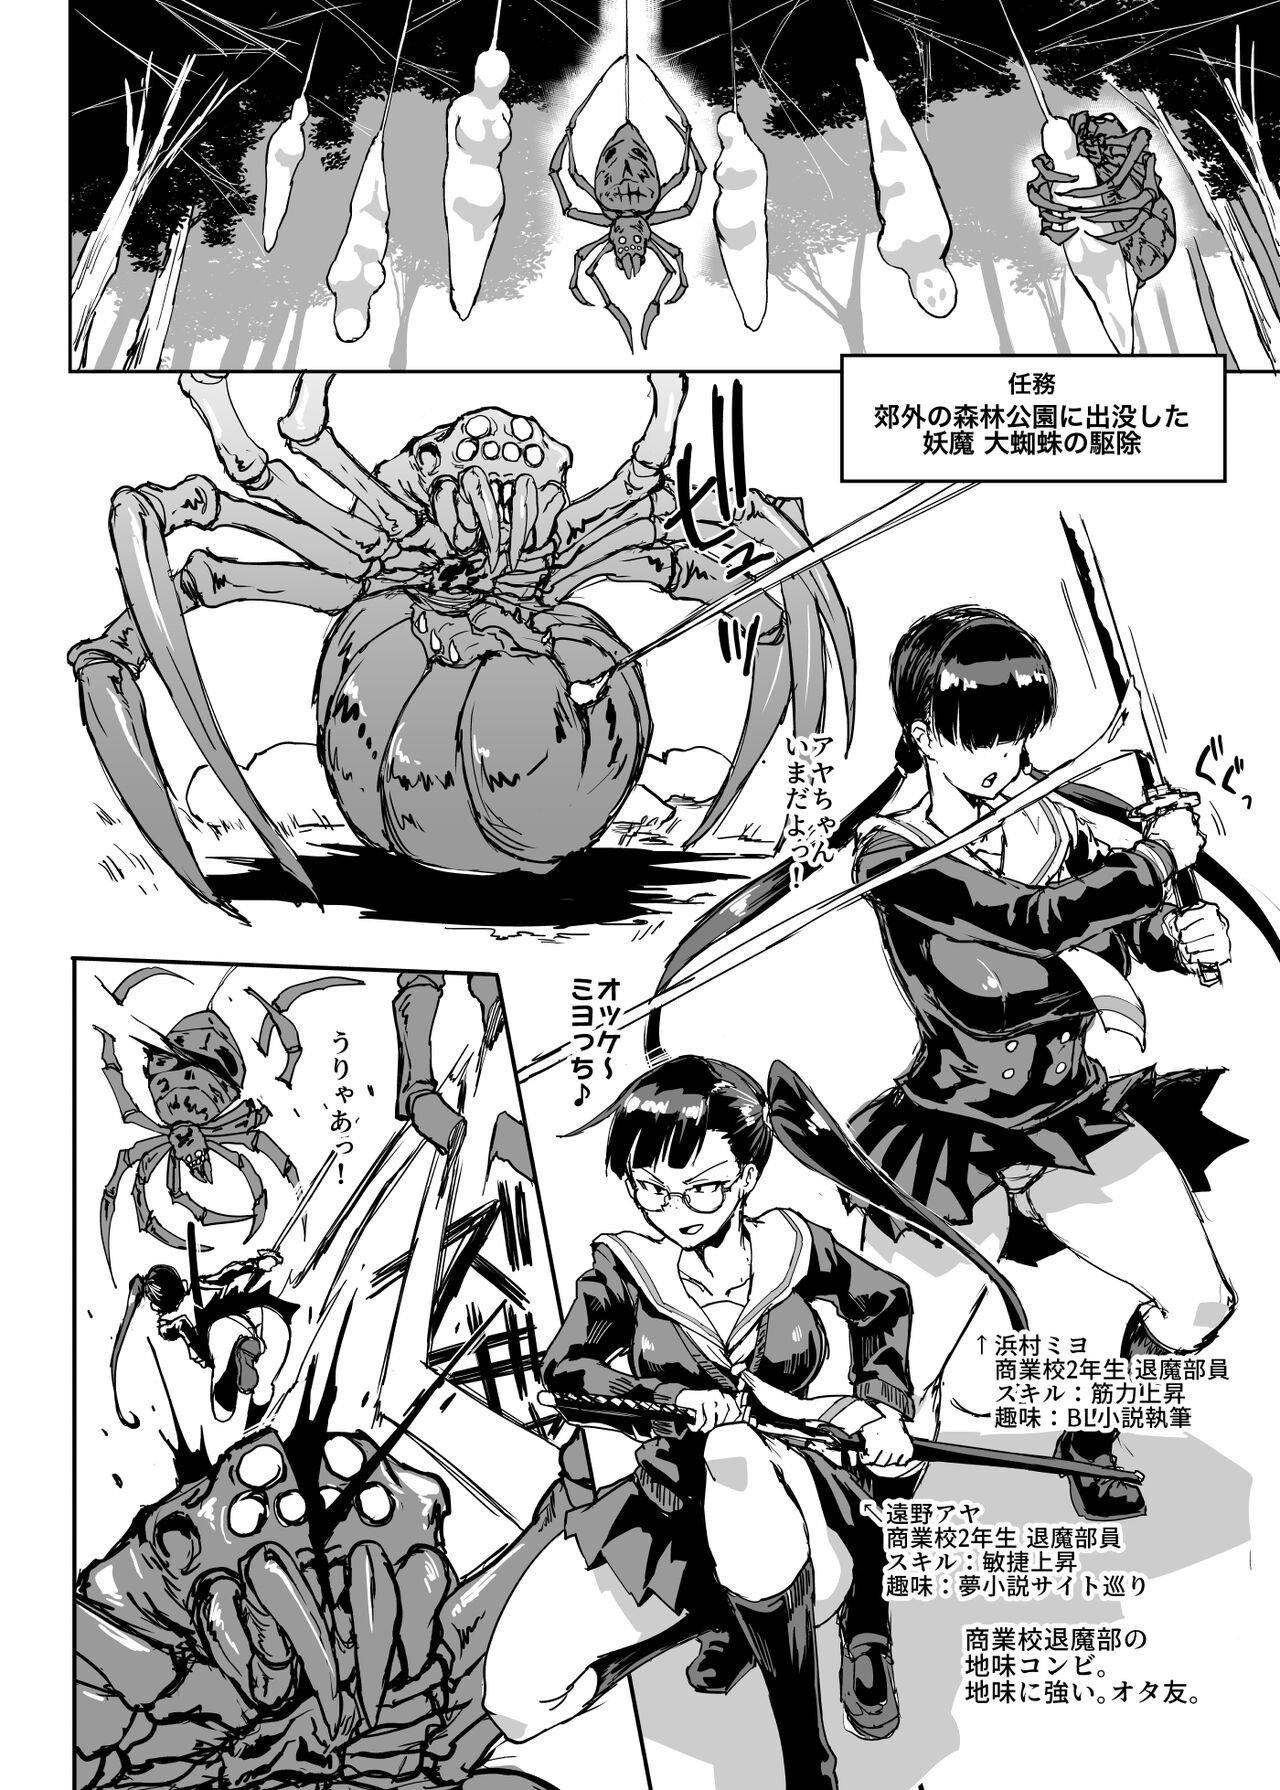 任務
郊外の森林公園に出没した
妖魔 大蜘蛛の駆除
ビュッ
ぐぐっ
アヤちゃん
いまだよっ!
オッケ〜
ミヨっち♪
うりゃあっ!
↑浜村ミヨ
商業校2年生 退魔部員
スキル：筋力上昇
趣味：BL小説執筆
↖遠野アヤ
商業校2年生 退魔部員
スキル：敏捷上昇
趣味：夢小説サイト巡り
商業校退魔部の
地味コンビ。
地味に強い。オタ友。